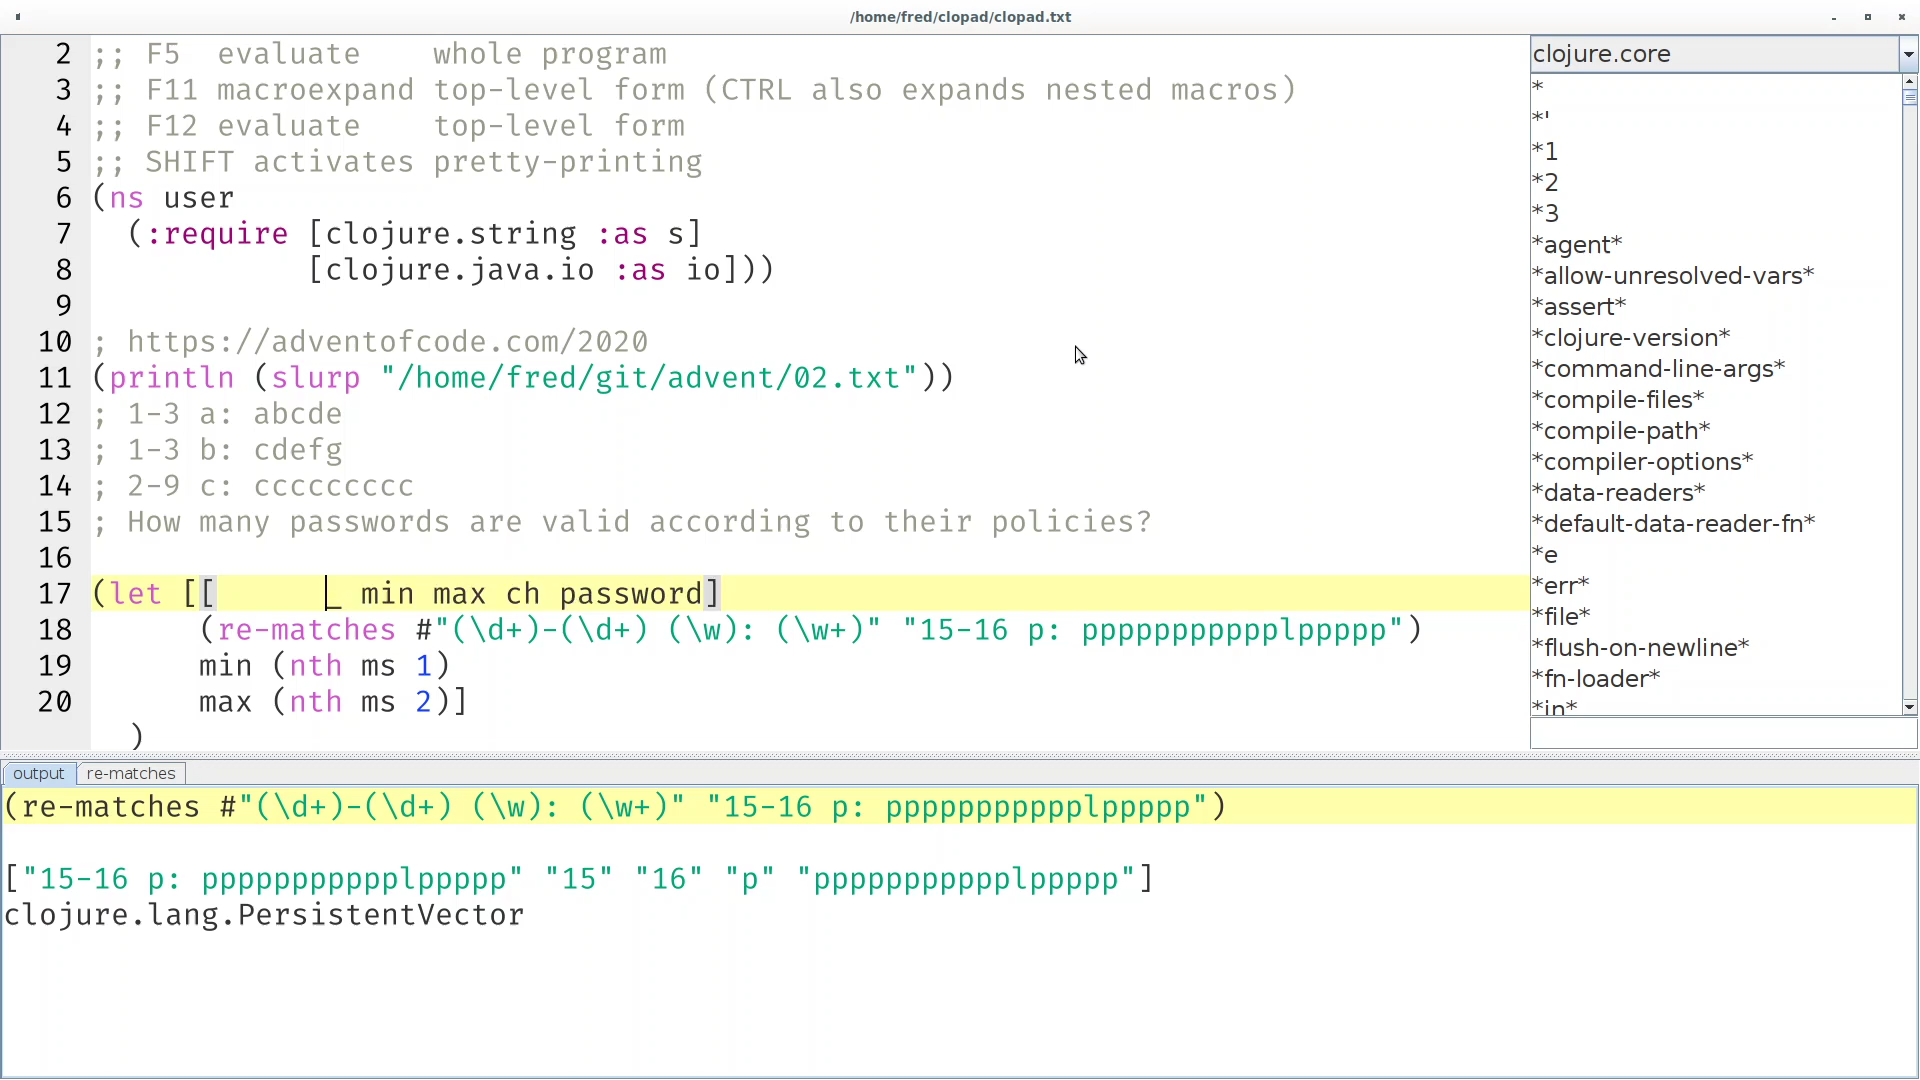 /home/fred/clopad/clopad.txt
2 ;; F5  evaluate    whole program
3 ;; F11 macroexpand top-level form (CTRL also expands nested macros)
4 ;; F12 evaluate    top-level form
5 ;; SHIFT activates pretty-printing
6 (ns user
7   (:require [clojure.string :as s]
8             [clojure.java.io :as io]))
9
10 ; https://adventofcode.com/2020
11 (println (slurp "/home/fred/git/advent/02.txt"))
12 ; 1-3 a: abcde
13 ; 1-3 b: cdefg
14 ; 2-9 c: ccccccccc
15 ; How many passwords are valid according to their policies?
16
17 (let [[      _ min max ch password]
18       (re-matches #"(\d+)-(\d+) (\w): (\w+)" "15-16 p: ppppppppppplppppp")
19       min (nth ms 1)
20       max (nth ms 2)]
  )
clojure.core
*
*'
*1
*2
*3
*agent*
*allow-unresolved-vars*
*assert*
*clojure-version*
*command-line-args*
*compile-files*
*compile-path*
*compiler-options*
*data-readers*
*default-data-reader-fn*
*e
*err*
*file*
*flush-on-newline*
*fn-loader*
*in*
output re-matches
(re-matches #"(\d+)-(\d+) (\w): (\w+)" "15-16 p: ppppppppppplppppp")
["15-16 p: ppppppppppplppppp" "15" "16" "p" "ppppppppppplppppp"]
clojure.lang.PersistentVector